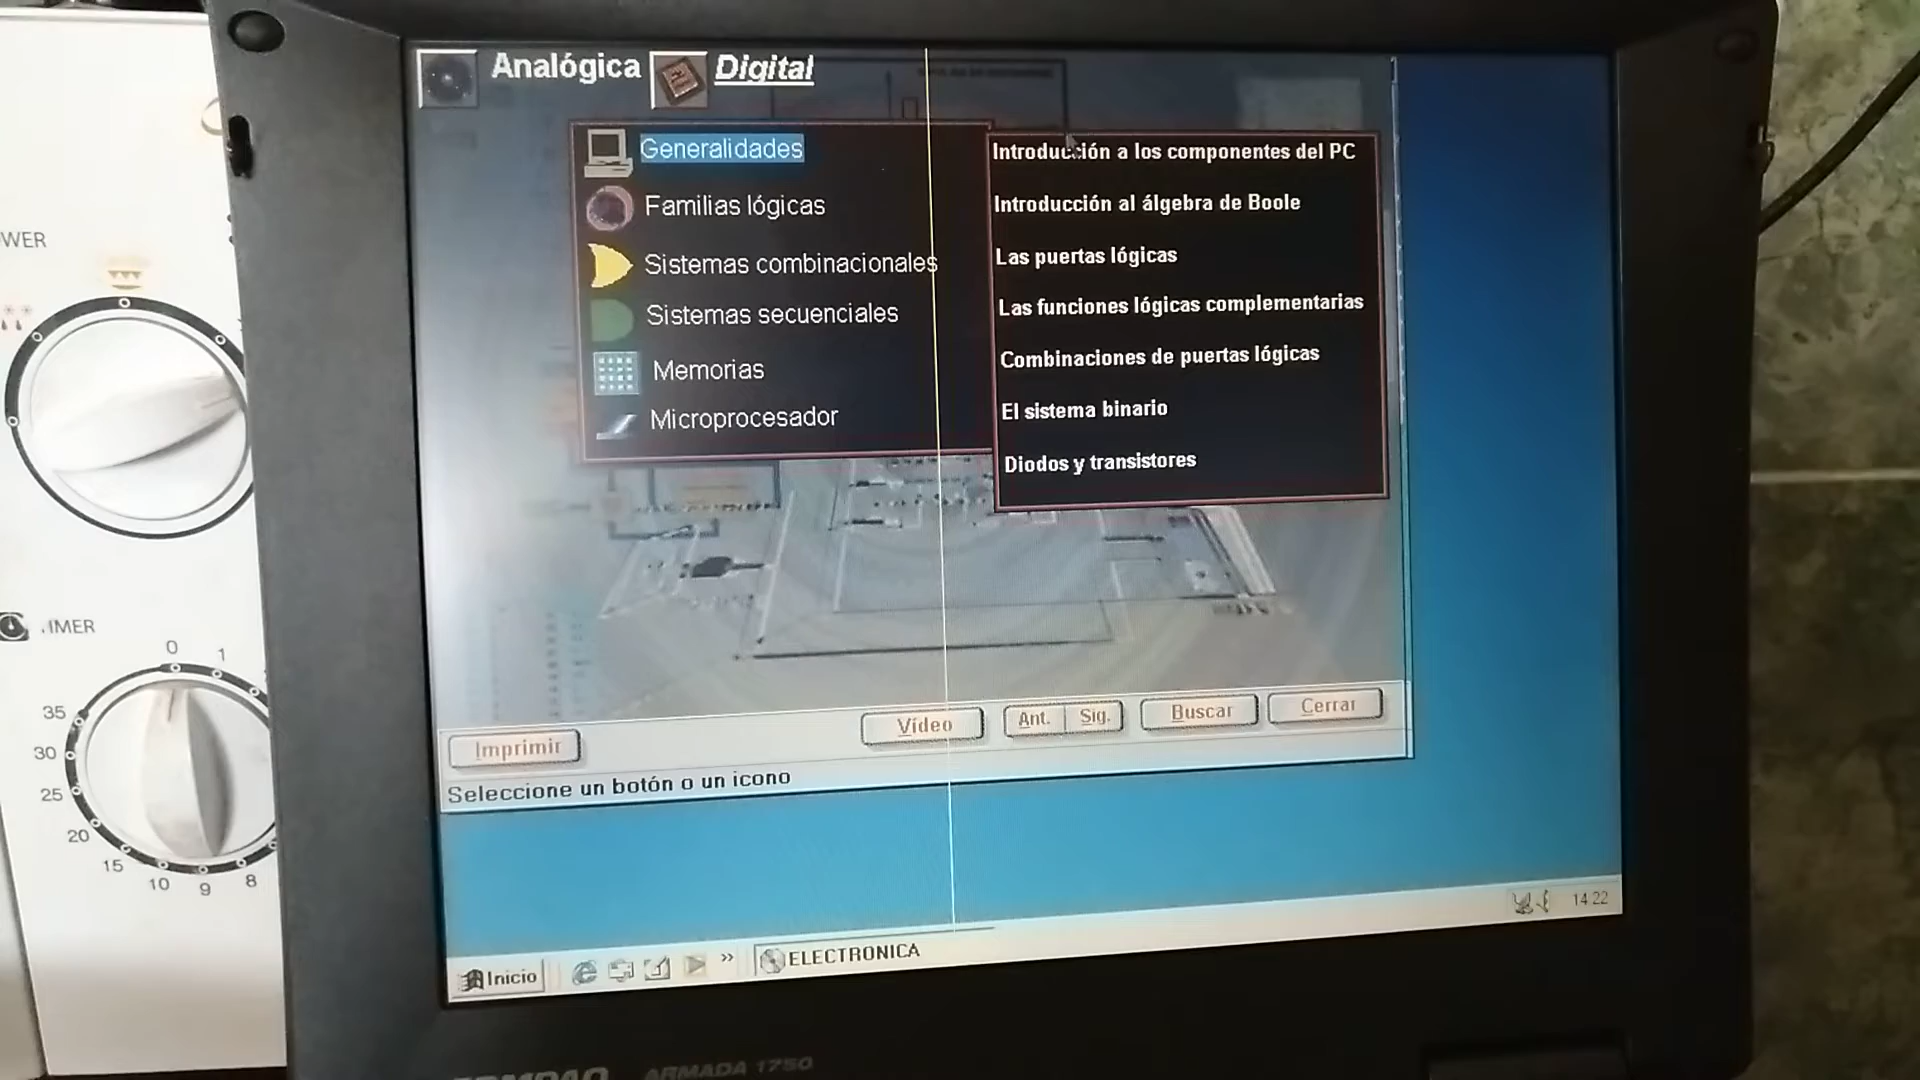 Analógica
Digital
Generalidades
Familias lógicas
Sistemas combinacionales
Sistemas secuenciales
Memorias
Microprocesador
Introducción a los componentes del PC
Introducción al álgebra de Boole
Las puertas lógicas
Las funciones lógicas complementarias
Combinaciones de puertas lógicas
El sistema binario
Diodos y transistores
Imprimir
Vídeo
Ant.
Sig.
Buscar
Cerrar
Seleccione un botón o un icono
Inicio
»
ELECTRONICA
14:22
ARMADA 1750
WER
IMER
0
1
35
30
25
20
15
10
9
8